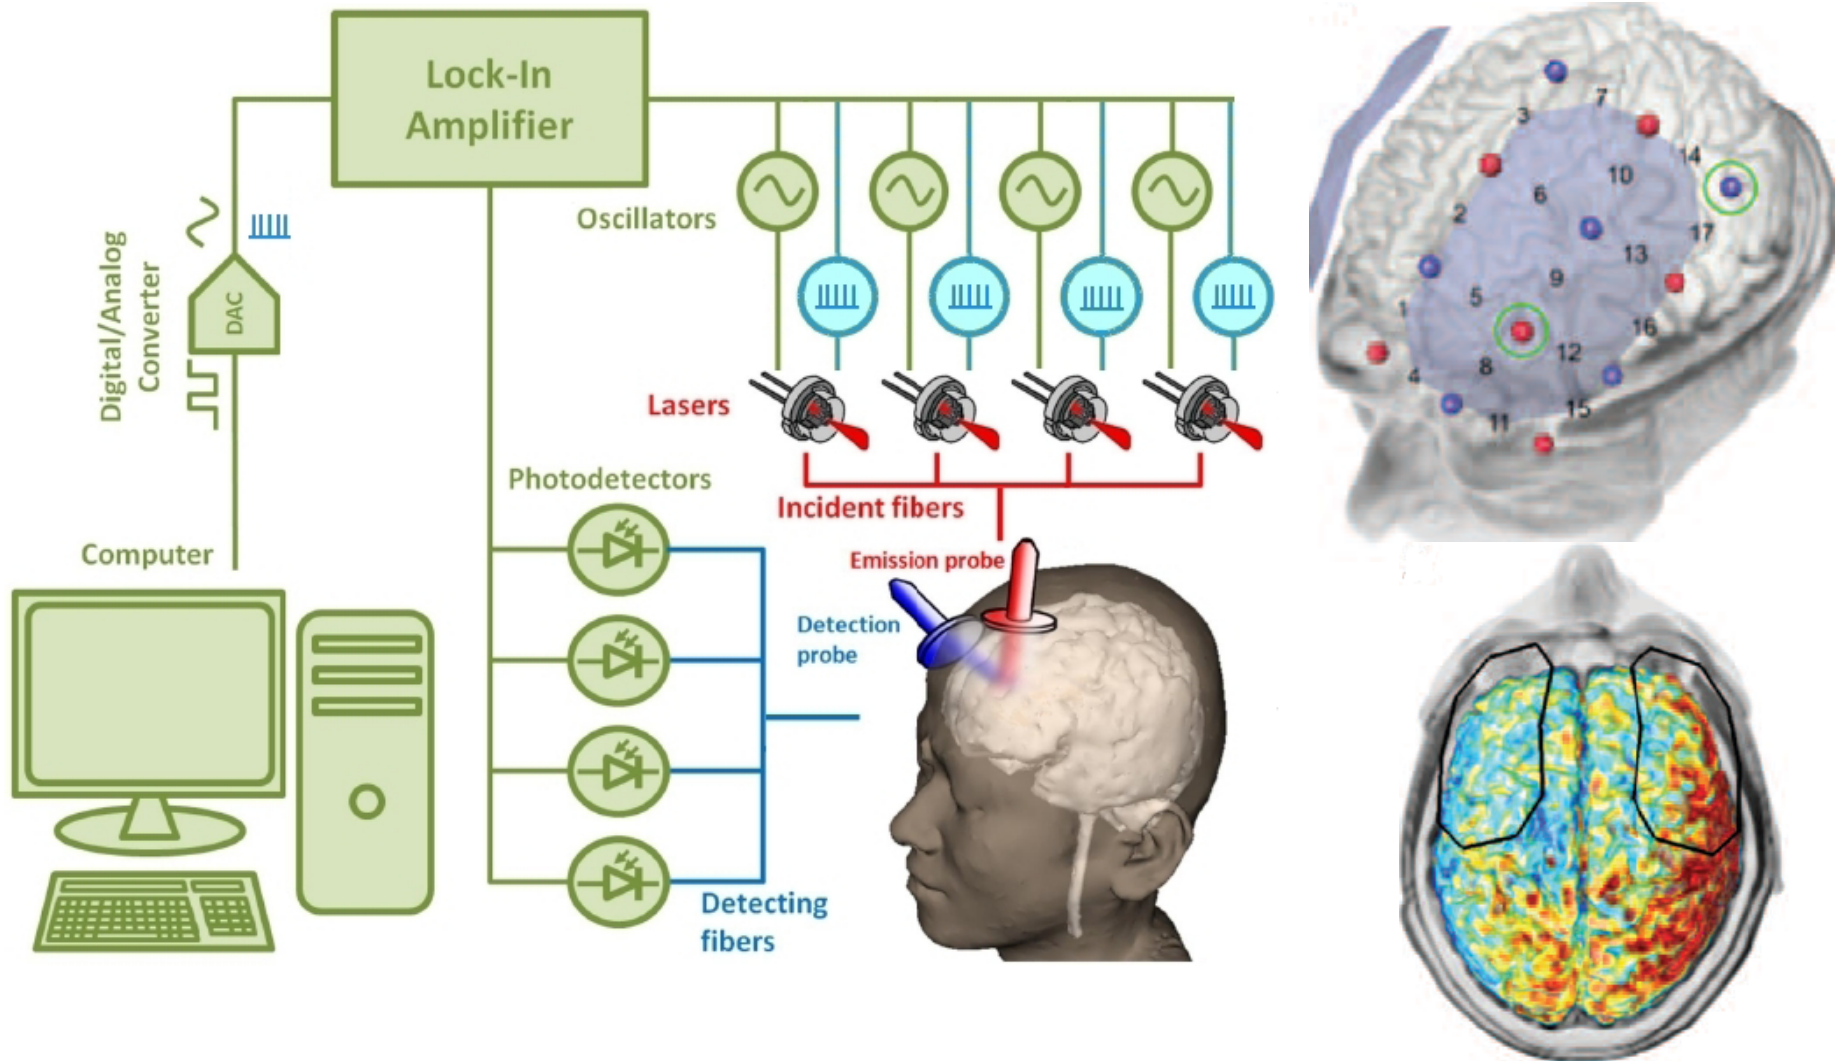 Lock-In
Amplifier
Oscillators
Digital/Analog
Converter
DAC
Lasers
Photodetectors
Incident fibers
Computer
Emission probe
Detection
probe
Detecting
fibers
7
3
14
10
6
2
17
13
9
5
1
16
12
8
4
15
11